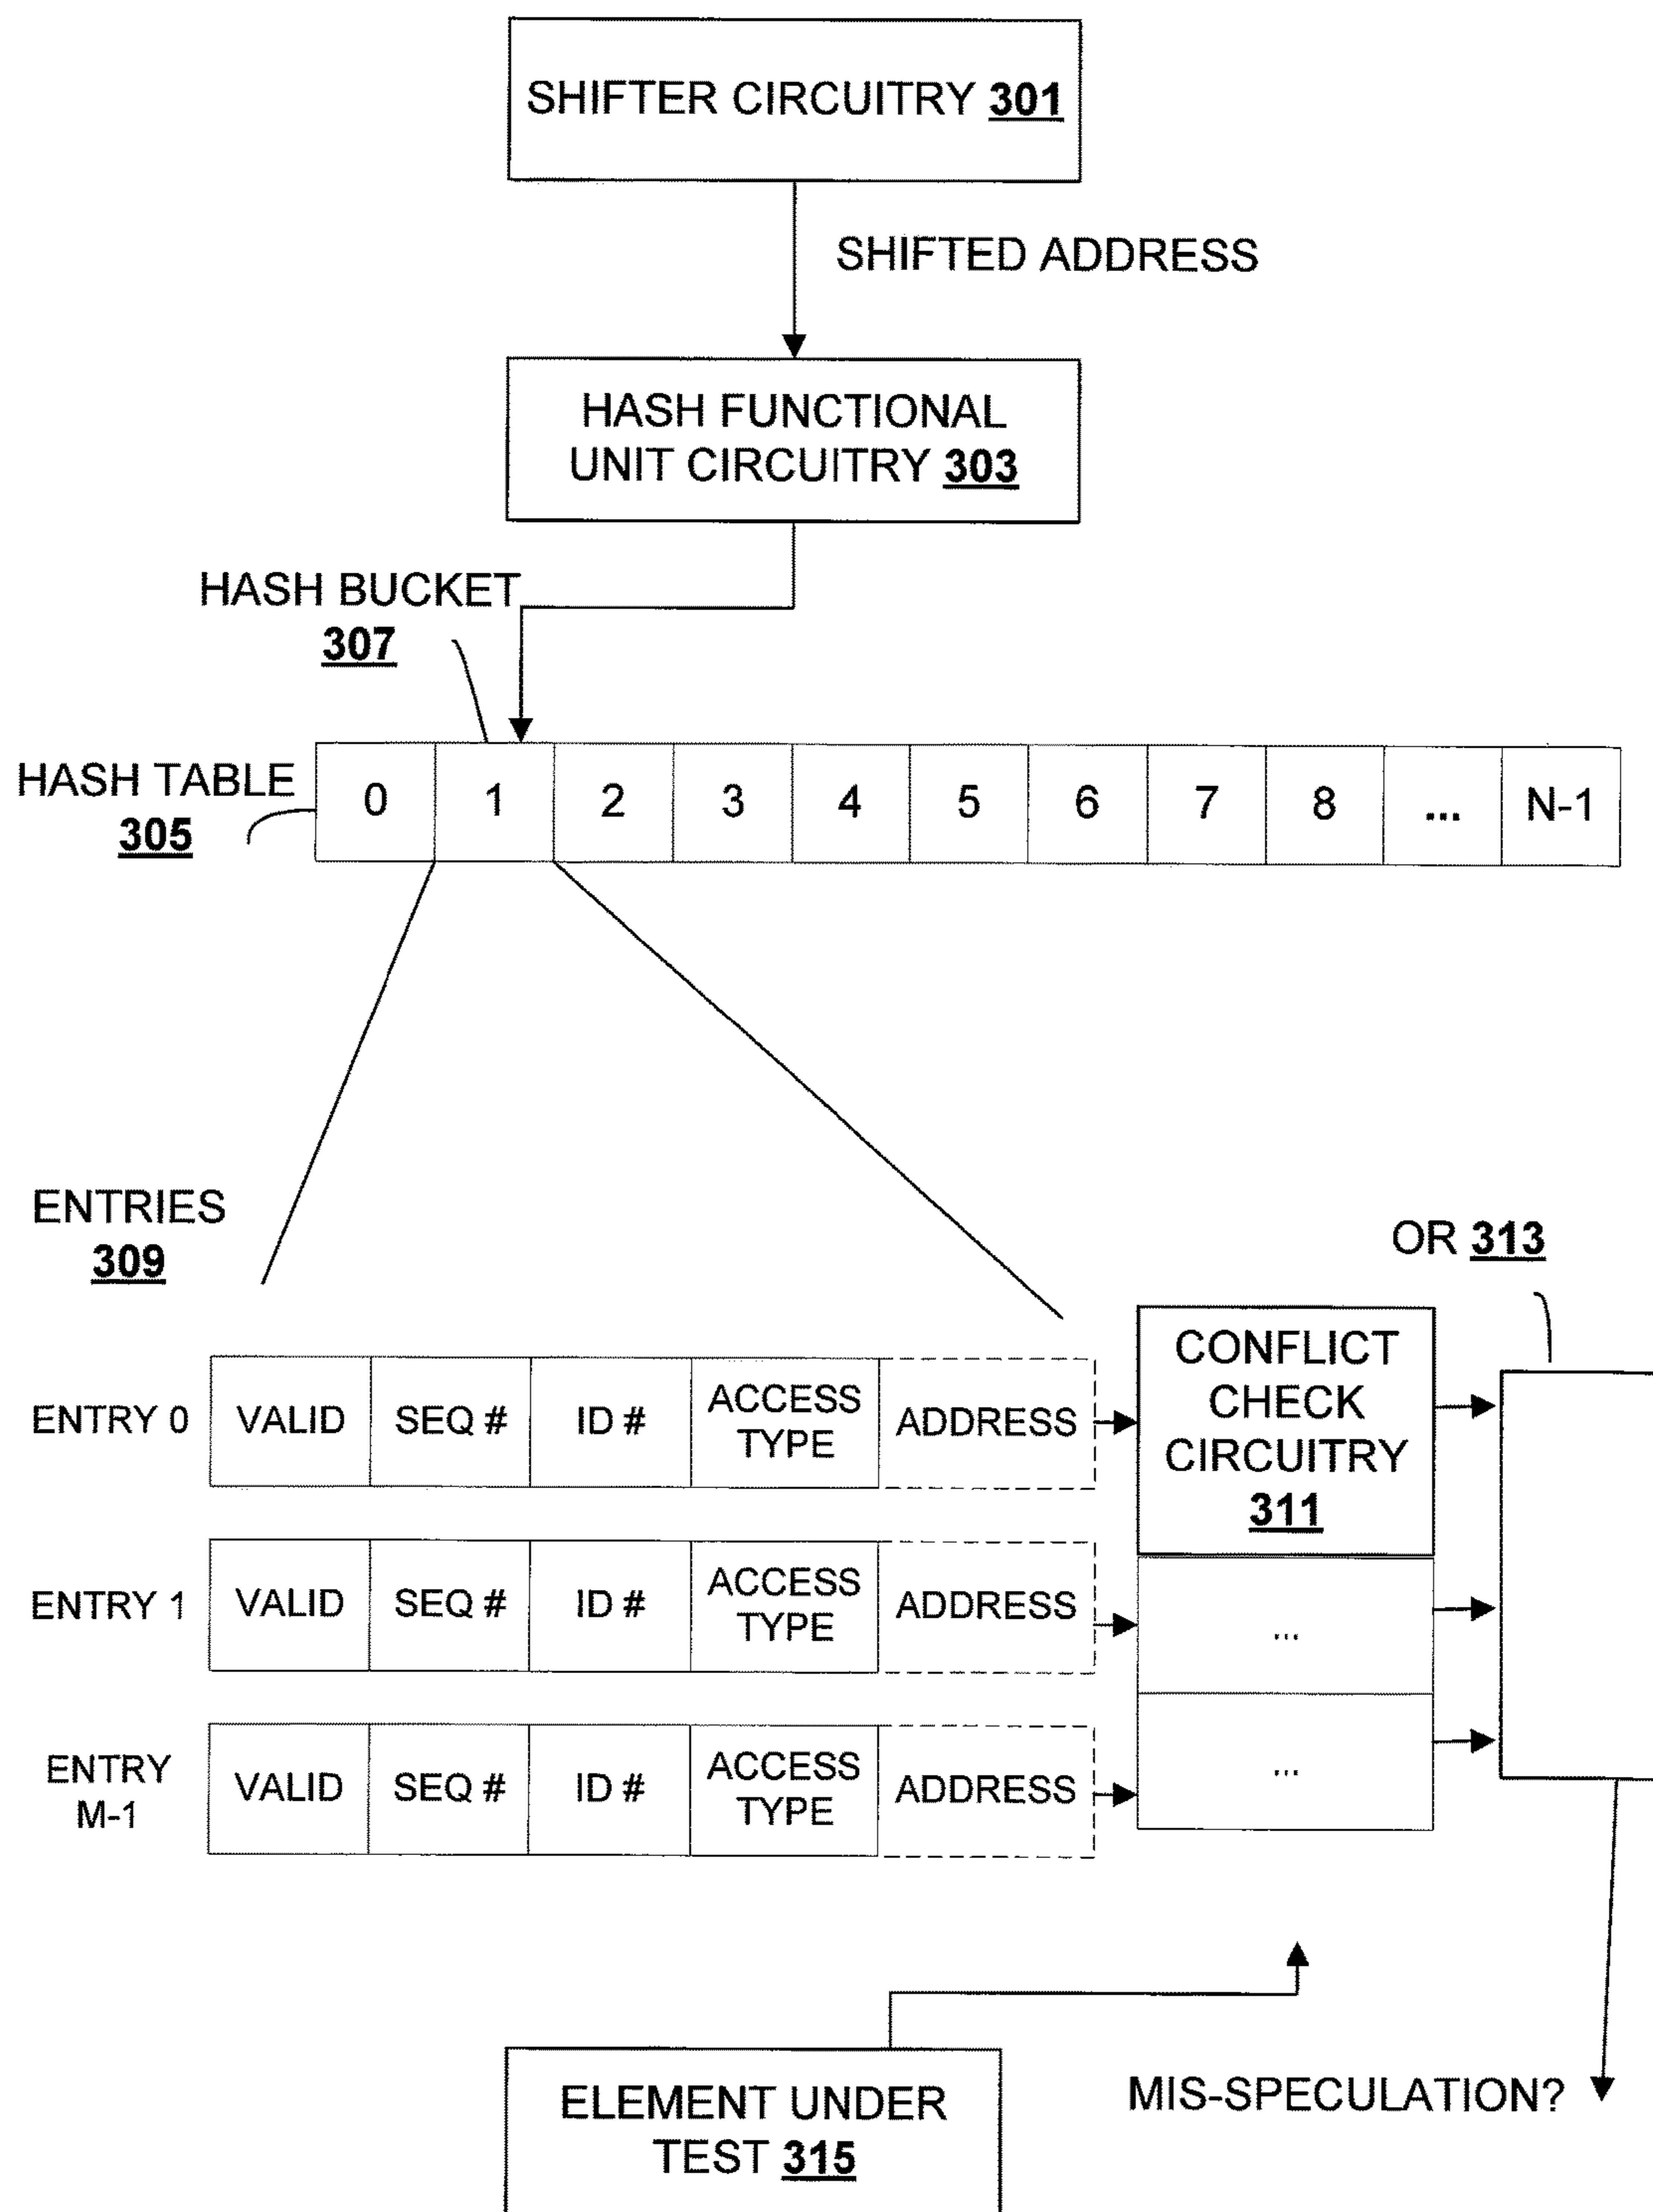 SHIFTER CIRCUITRY 301
SHIFTED ADDRESS
HASH FUNCTIONAL
UNIT CIRCUITRY 303
HASH BUCKET
307
HASH TABLE
305
0 1 2 3 4 5 6 7 8 ... N-1
ENTRIES
309
OR 313
CONFLICT
CHECK
CIRCUITRY
311
ENTRY 0 VALID SEQ # ID # ACCESS
TYPE ADDRESS
ENTRY 1 VALID SEQ # ID # ACCESS
TYPE ADDRESS
...
ENTRY
M-1 VALID SEQ # ID # ACCESS
TYPE ADDRESS
...
ELEMENT UNDER
TEST 315
MIS-SPECULATION?